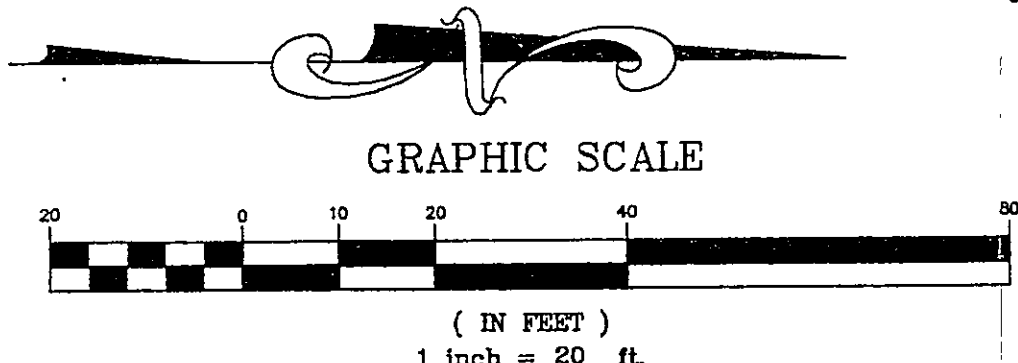 N
GRAPHIC SCALE
20 0 10 20 40 80
( IN FEET )
1 inch = 20 ft.